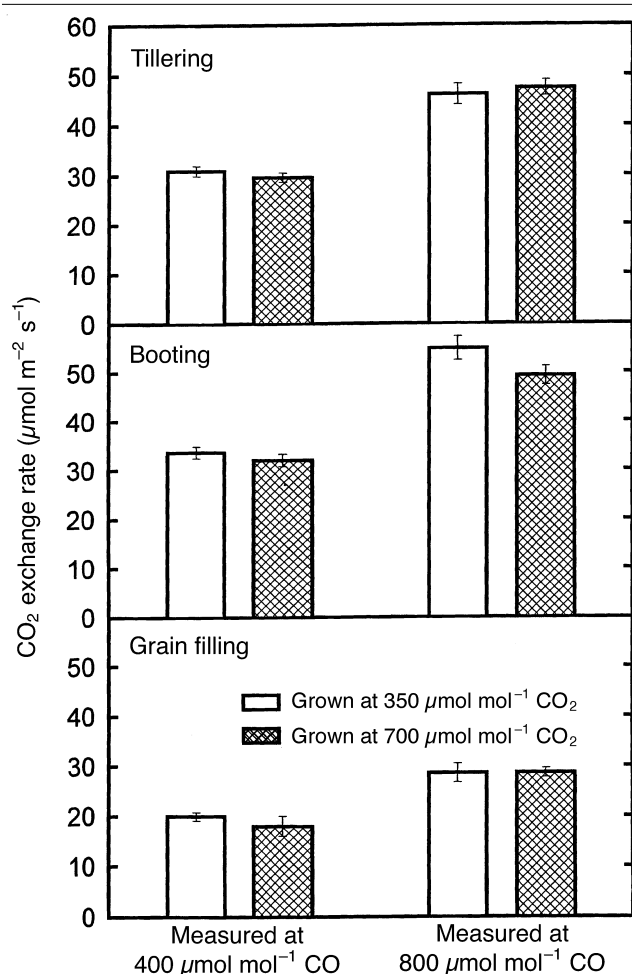 CO₂ exchange rate (µmol m⁻² s⁻¹)
60
Tillering
50
40
30
20
10
0
Booting
50
40
30
20
10
0
Grain filling
50
Grown at 350 µmol mol⁻¹ CO₂
40
Grown at 700 µmol mol⁻¹ CO₂
30
20
10
0
Measured at
400 µmol mol⁻¹ CO
Measured at
800 µmol mol⁻¹ CO